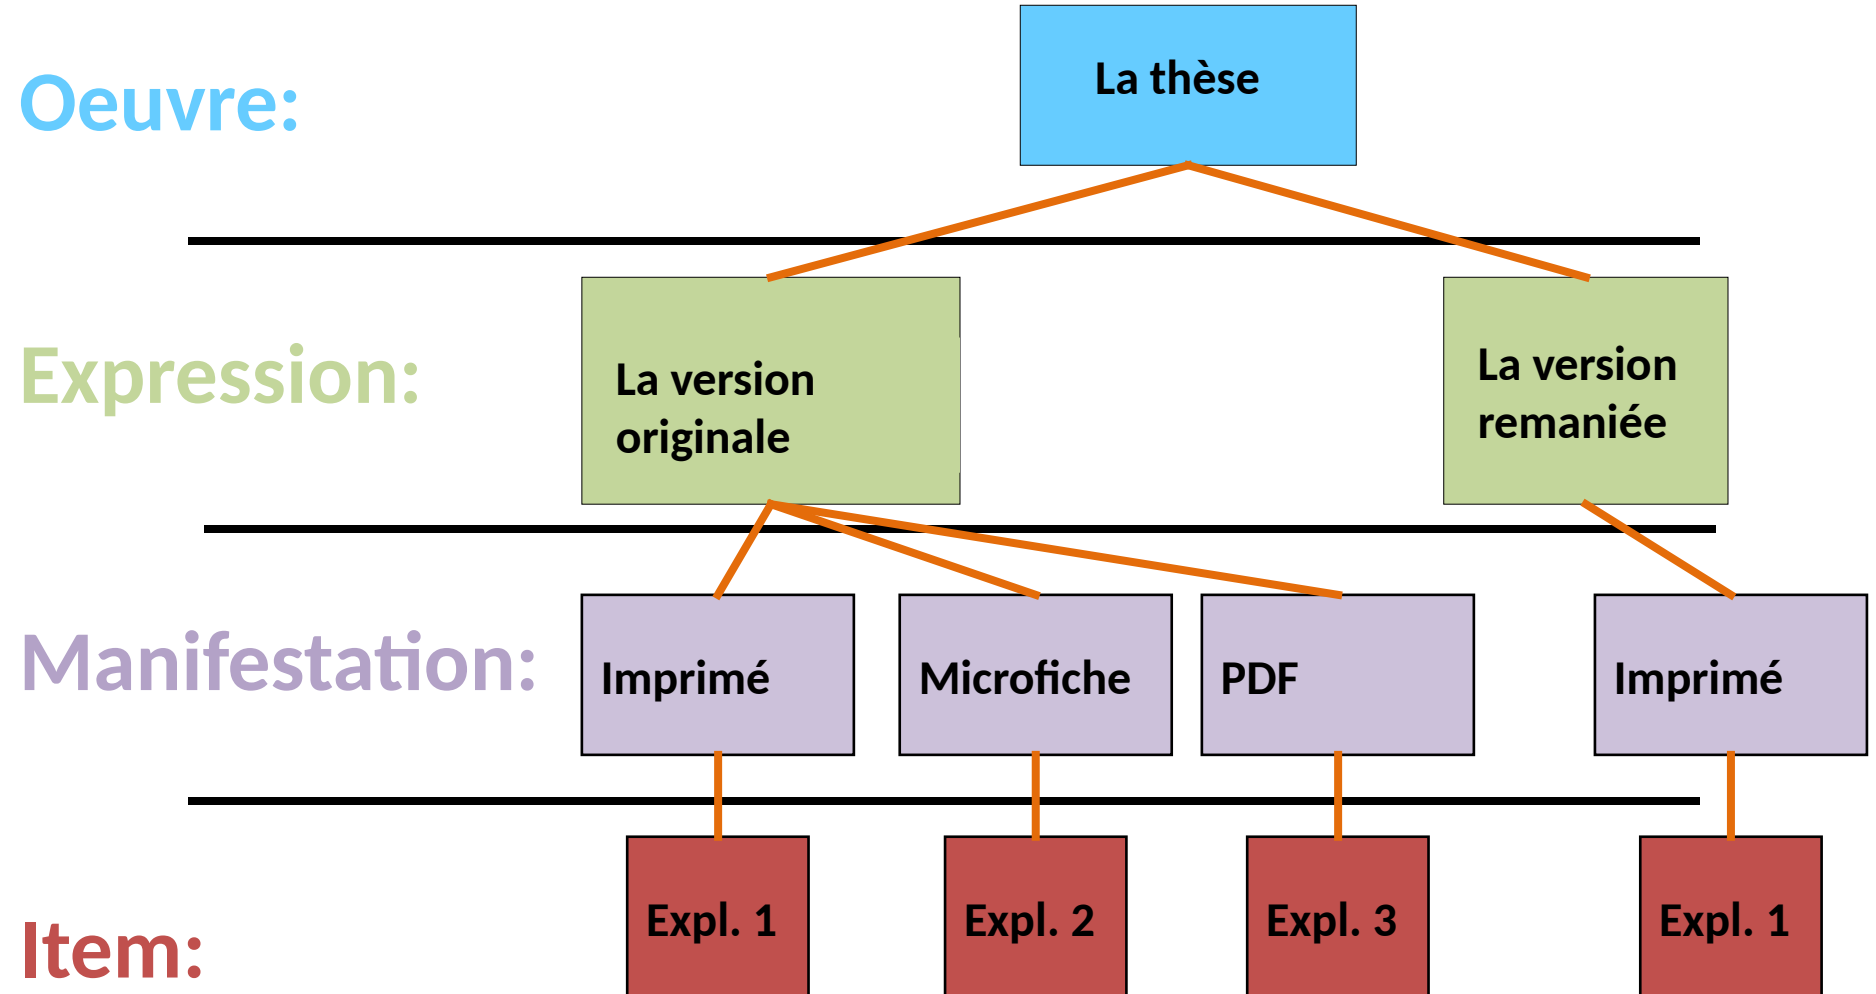 Oeuvre:
La thèse
Expression:
La version
originale
La version
remaniée
Manifestation:
Imprimé
Microfiche
PDF
Imprimé
Item:
Expl. 1
Expl. 2
Expl. 3
Expl. 1